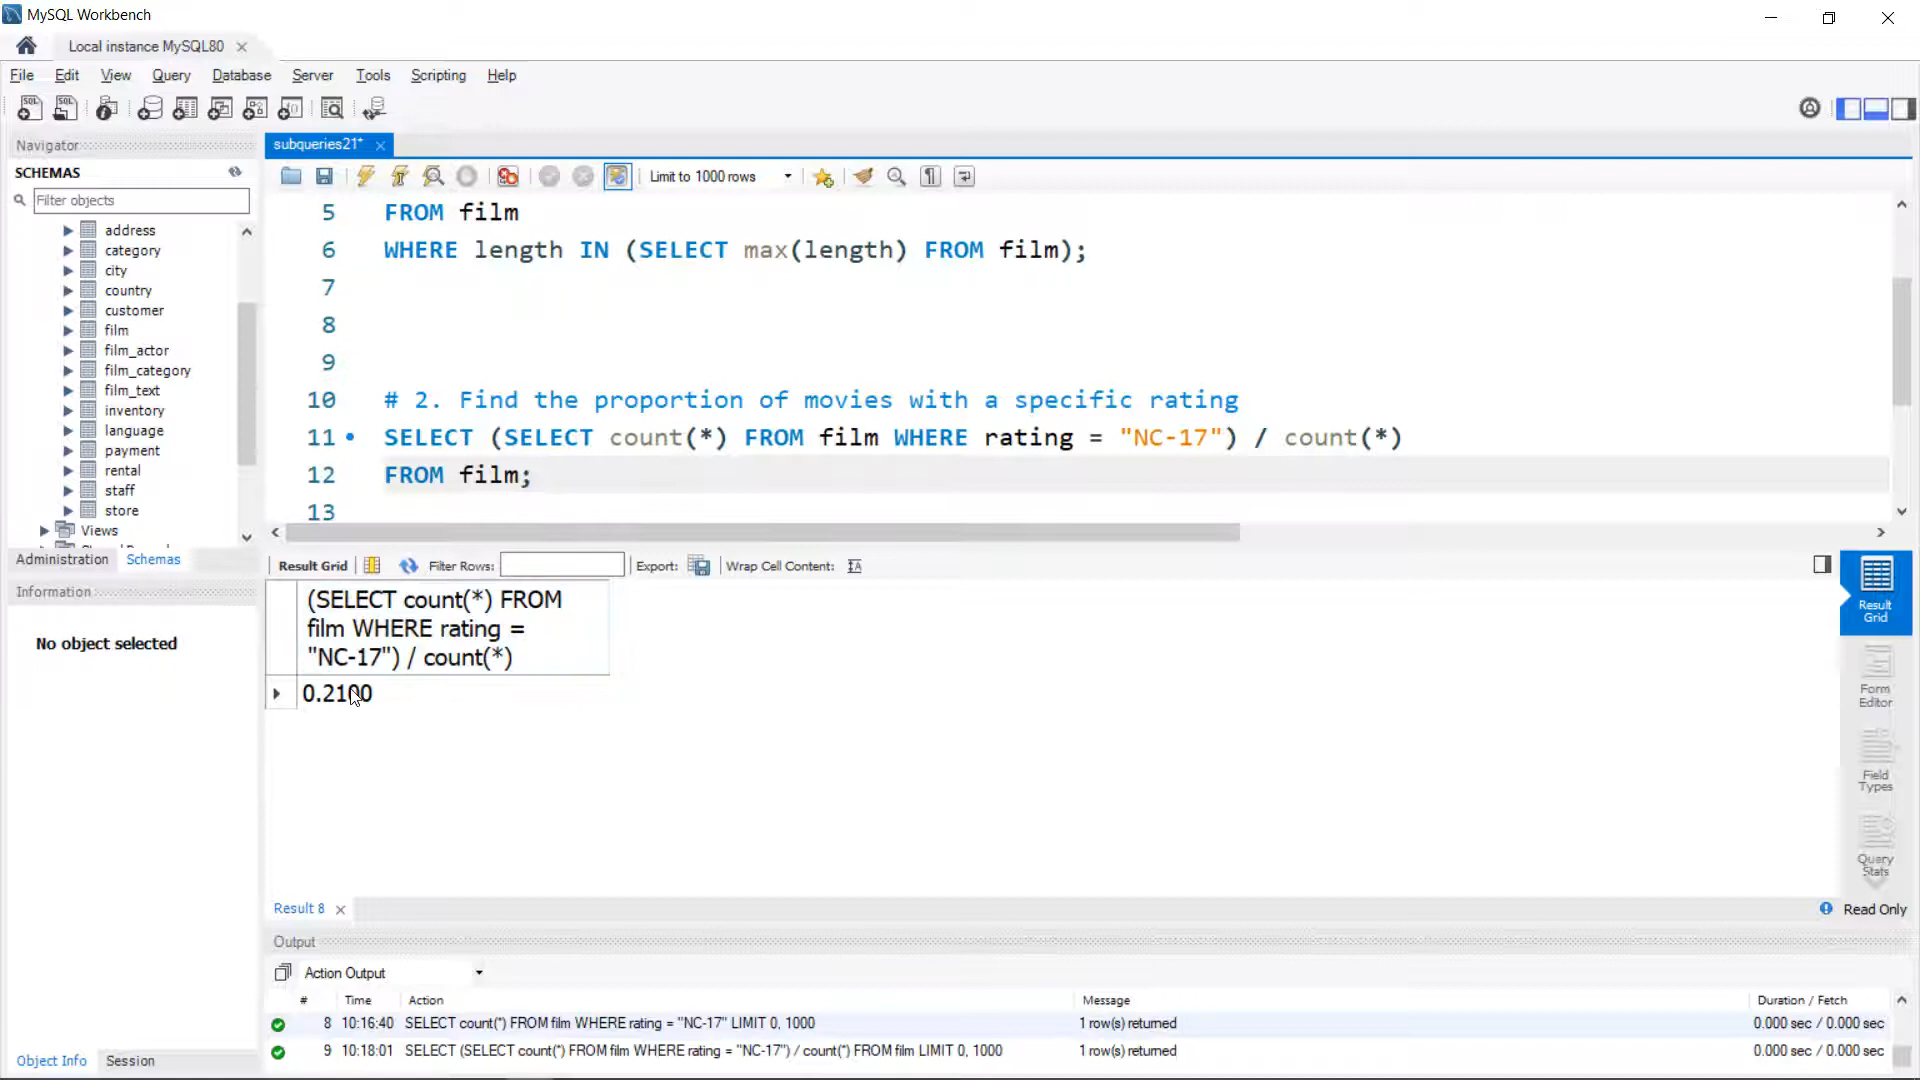 MySQL Workbench
Local instance MySQL80
File Edit View Query Database Server Tools Scripting Help
Navigator
SCHEMAS
Filter objects
address
category
city
country
customer
film
film_actor
film_category
film_text
inventory
language
payment
rental
staff
store
Views
Administration Schemas
Information
No object selected
Object Info Session
subqueries21*
Limit to 1000 rows
5 FROM film
6 WHERE length IN (SELECT max(length) FROM film);
7
8
9
10 # 2. Find the proportion of movies with a specific rating
11 SELECT (SELECT count(*) FROM film WHERE rating = "NC-17") / count(*)
12 FROM film;
13
Result Grid Filter Rows: Export: Wrap Cell Content:
(SELECT count(*) FROM
film WHERE rating =
"NC-17") / count(*)
0.2100
Result
Grid
Form
Editor
Field
Types
Query
Stats
Result 8
Read Only
Output
Action Output
# Time Action Message Duration / Fetch
8 10:16:40 SELECT count(*) FROM film WHERE rating = "NC-17" LIMIT 0, 1000 1 row(s) returned 0.000 sec / 0.000 sec
9 10:18:01 SELECT (SELECT count(*) FROM film WHERE rating = "NC-17") / count(*) FROM film LIMIT 0, 1000 1 row(s) returned 0.000 sec / 0.000 sec